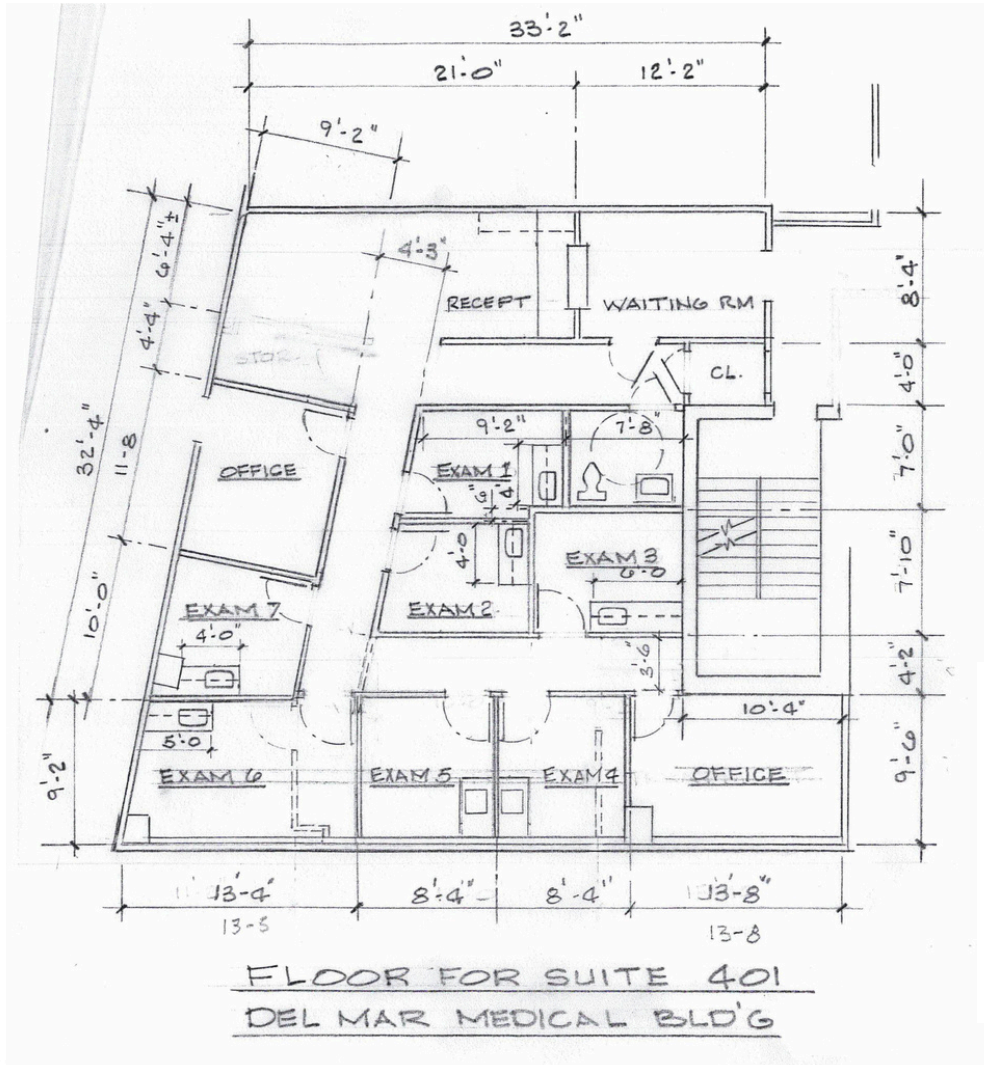 33'-2"
21'-0"
12'-2"
9'-2"
6'-4"±
4'-3"
8'-4"
RECEPT
WAITING RM
4'-4"
STOR.
CL.
4'-0"
32'-4"
11-8
OFFICE
9'-2"
7'-8"
7'-0"
EXAM 1
4'-0"
EXAM 3
6'-0
7'-10"
EXAM 2
10'-0"
EXAM 7
4'-0"
3'-6"
4'-2"
10'-4"
5'-0
9'-2"
EXAM 6
EXAM 5
EXAM 4
OFFICE
9'-6"
13'-4"
8'-4"
8'-4"
13'-8"
13-8
FLOOR FOR SUITE 401
DEL MAR MEDICAL BLD'G